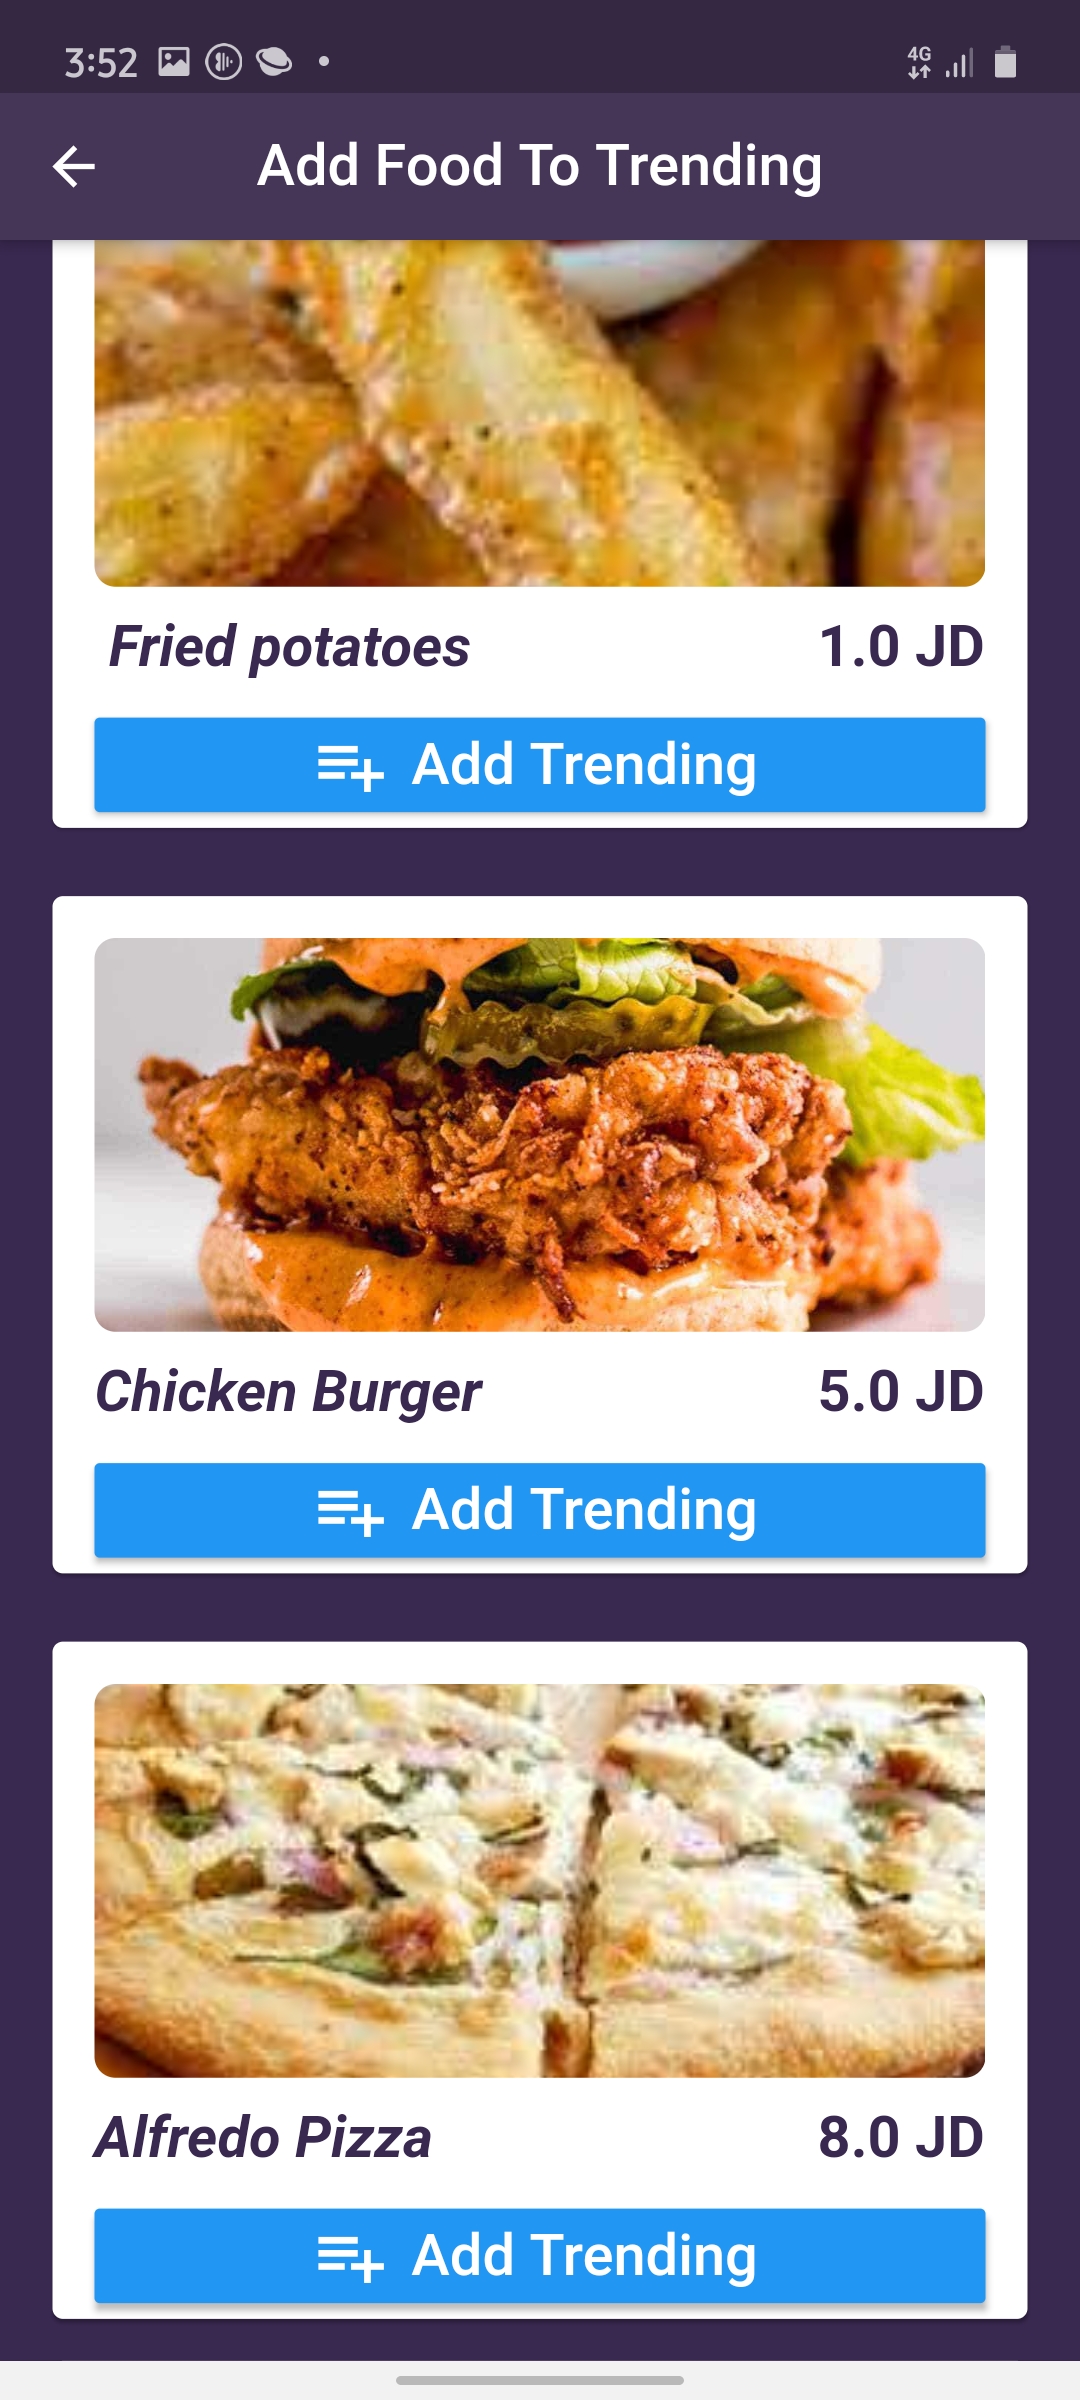 3:52
4G
Add Food To Trending
Fried potatoes 1.0 JD
Add Trending
Chicken Burger 5.0 JD
Add Trending
Alfredo Pizza 8.0 JD
Add Trending